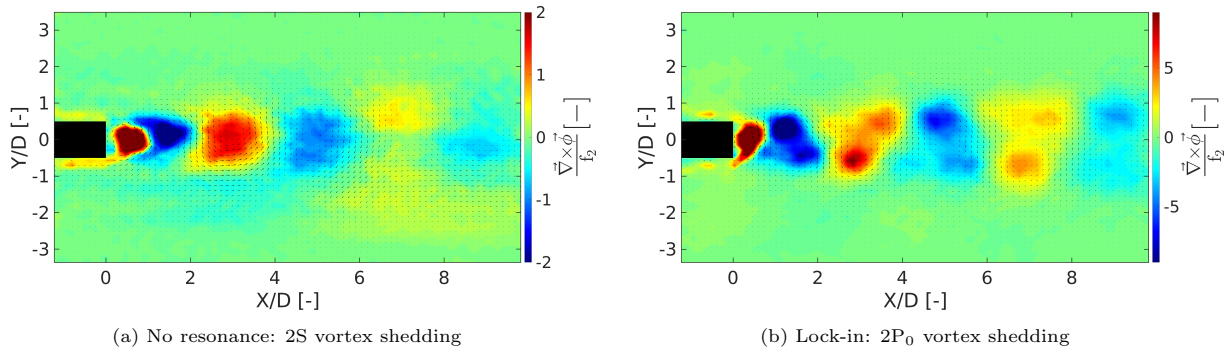 3
2
1
0
-1
-2
-3
Y/D [-]
0 2 4 6 8
X/D [-]
2
1
0
-1
-2
∇⃗×ϕ⃗ / f₂ [—]
(a) No resonance: 2S vortex shedding
3
2
1
0
-1
-2
-3
Y/D [-]
0 2 4 6 8
X/D [-]
5
0
-5
∇⃗×ϕ⃗ / f₂ [—]
(b) Lock-in: 2P₀ vortex shedding